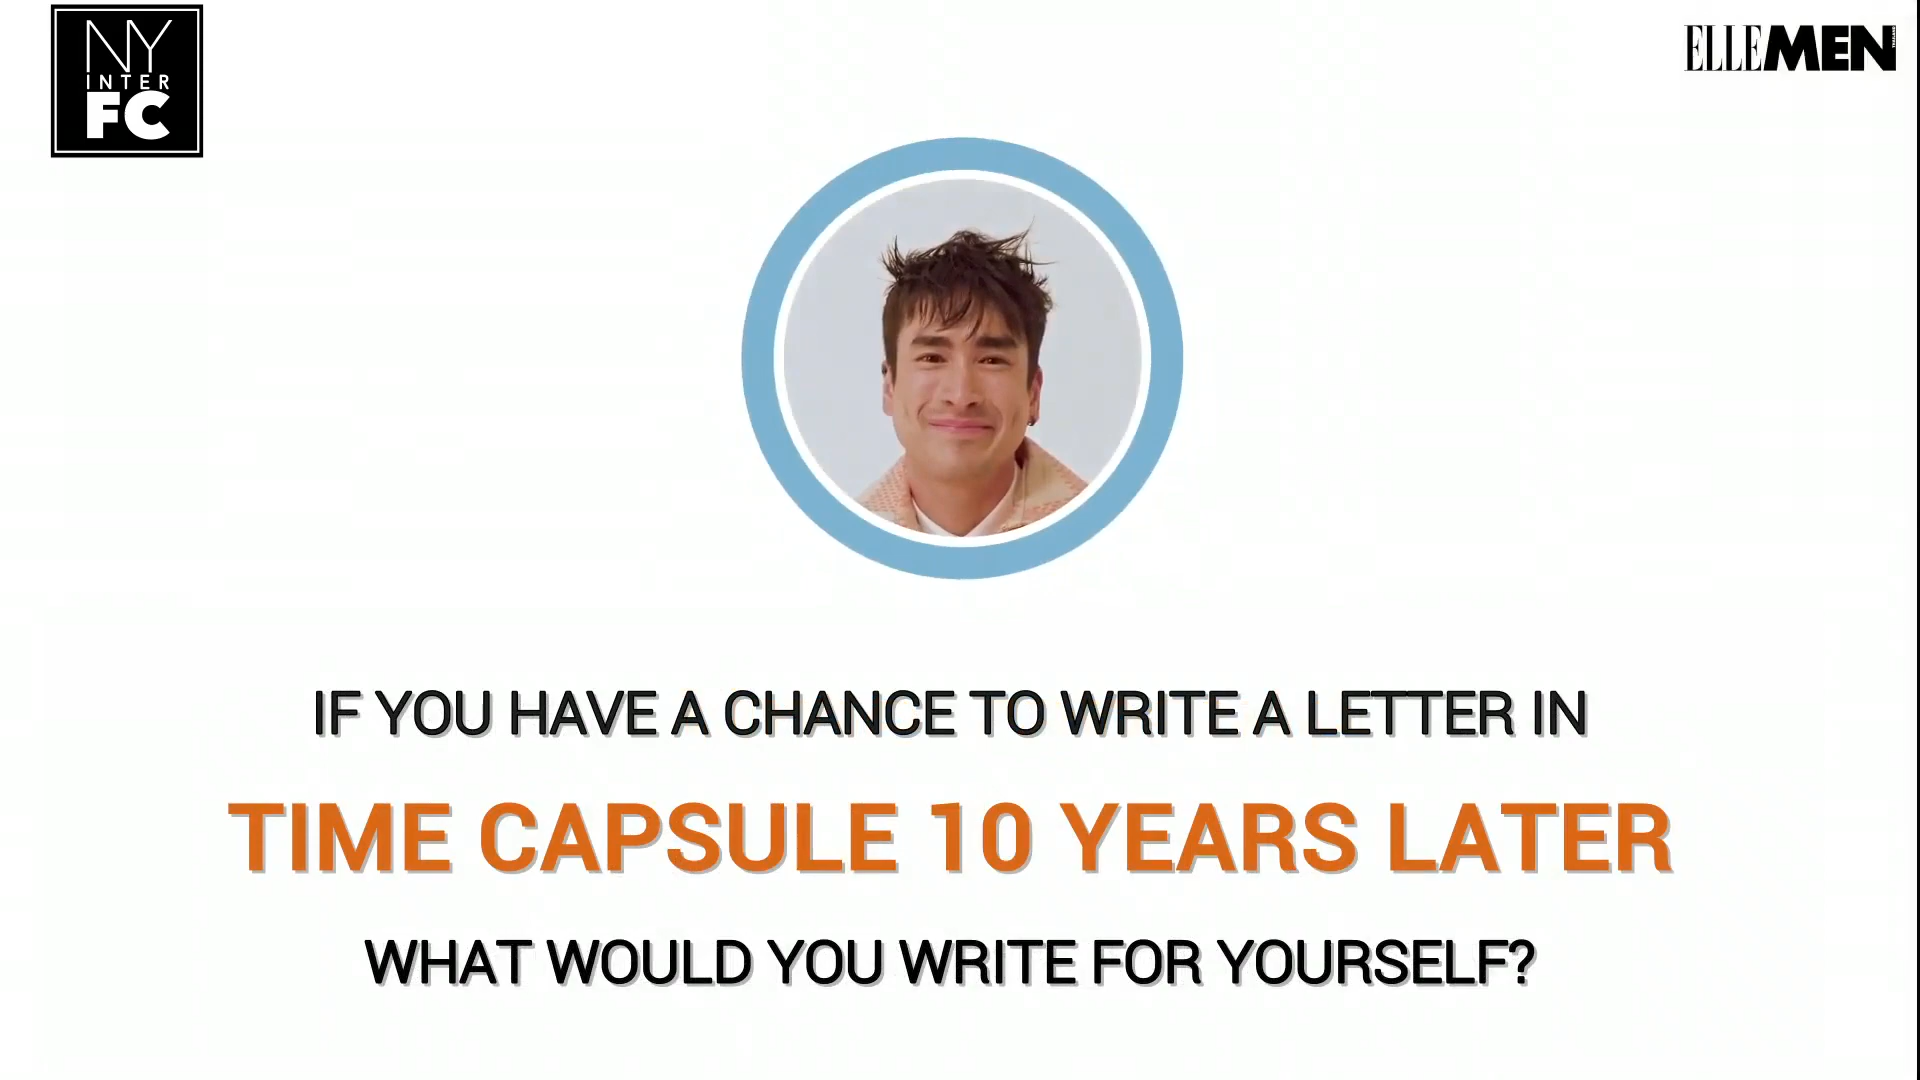 NY
INTER
FC
ELLEMEN
IF YOU HAVE A CHANCE TO WRITE A LETTER IN
TIME CAPSULE 10 YEARS LATER
WHAT WOULD YOU WRITE FOR YOURSELF?